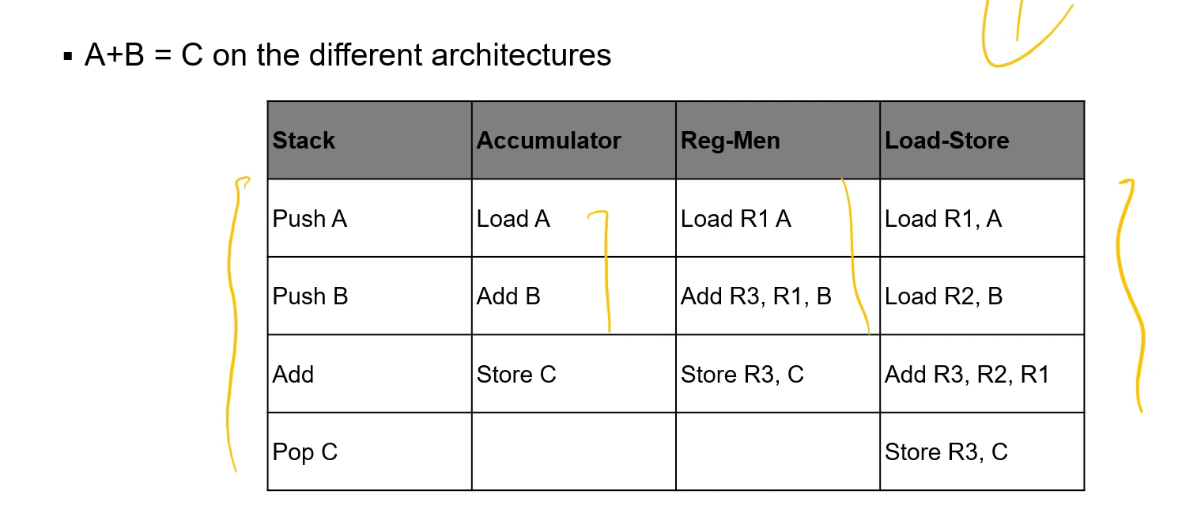 ▪ A+B = C on the different architectures
Stack Accumulator Reg-Men Load-Store
Push A Load A Load R1 A Load R1, A
Push B Add B Add R3, R1, B Load R2, B
Add Store C Store R3, C Add R3, R2, R1
Pop C Store R3, C